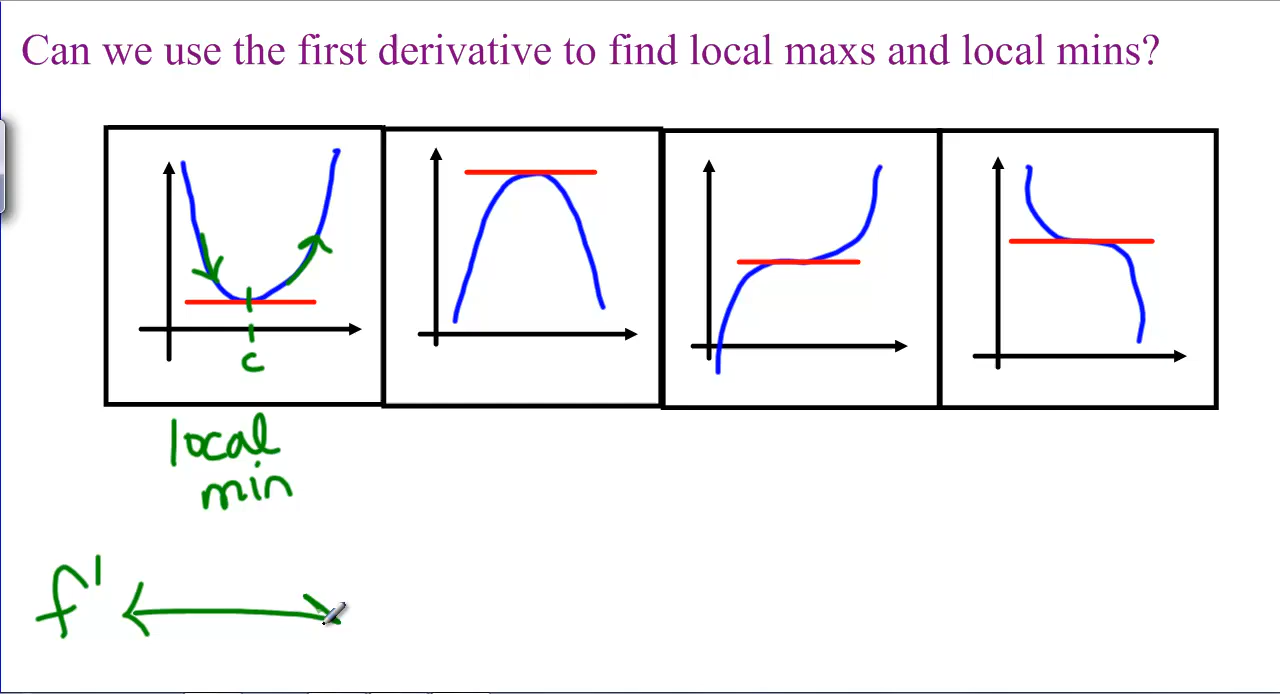 Can we use the first derivative to find local maxs and local mins?
c
local
min
f'